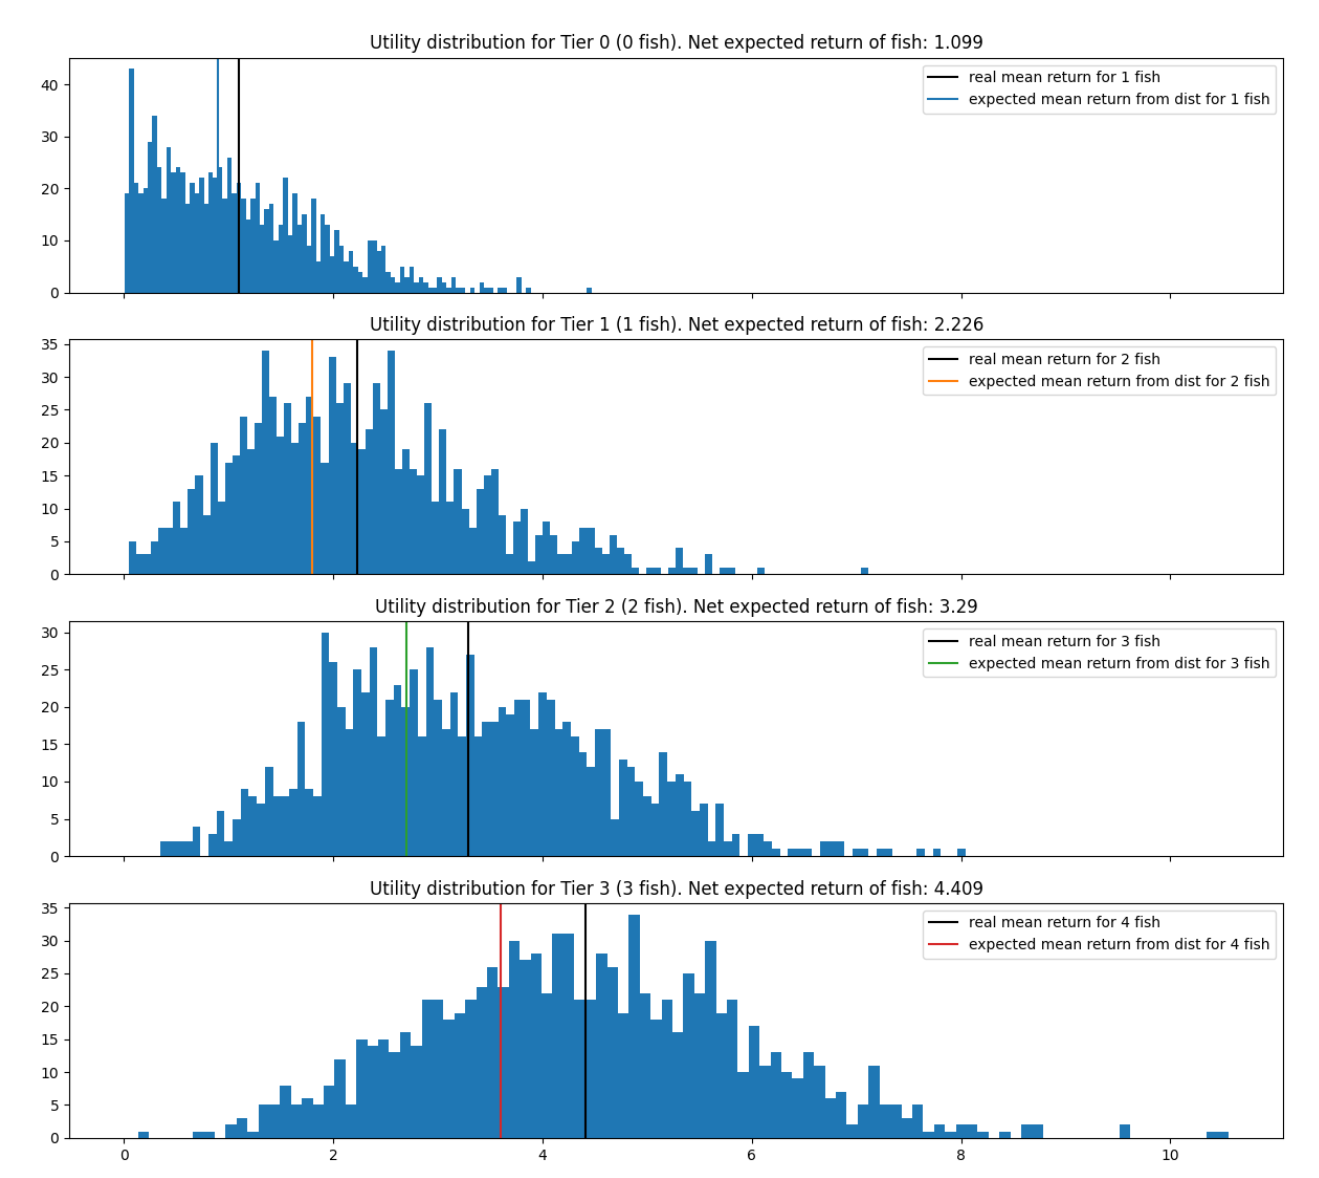 Utility distribution for Tier 0 (0 fish). Net expected return of fish: 1.099
real mean return for 1 fish
expected mean return from dist for 1 fish
40
30
20
10
0
Utility distribution for Tier 1 (1 fish). Net expected return of fish: 2.226
real mean return for 2 fish
expected mean return from dist for 2 fish
35
30
25
20
15
10
5
0
Utility distribution for Tier 2 (2 fish). Net expected return of fish: 3.29
real mean return for 3 fish
expected mean return from dist for 3 fish
30
25
20
15
10
5
0
Utility distribution for Tier 3 (3 fish). Net expected return of fish: 4.409
real mean return for 4 fish
expected mean return from dist for 4 fish
35
30
25
20
15
10
5
0
0 2 4 6 8 10